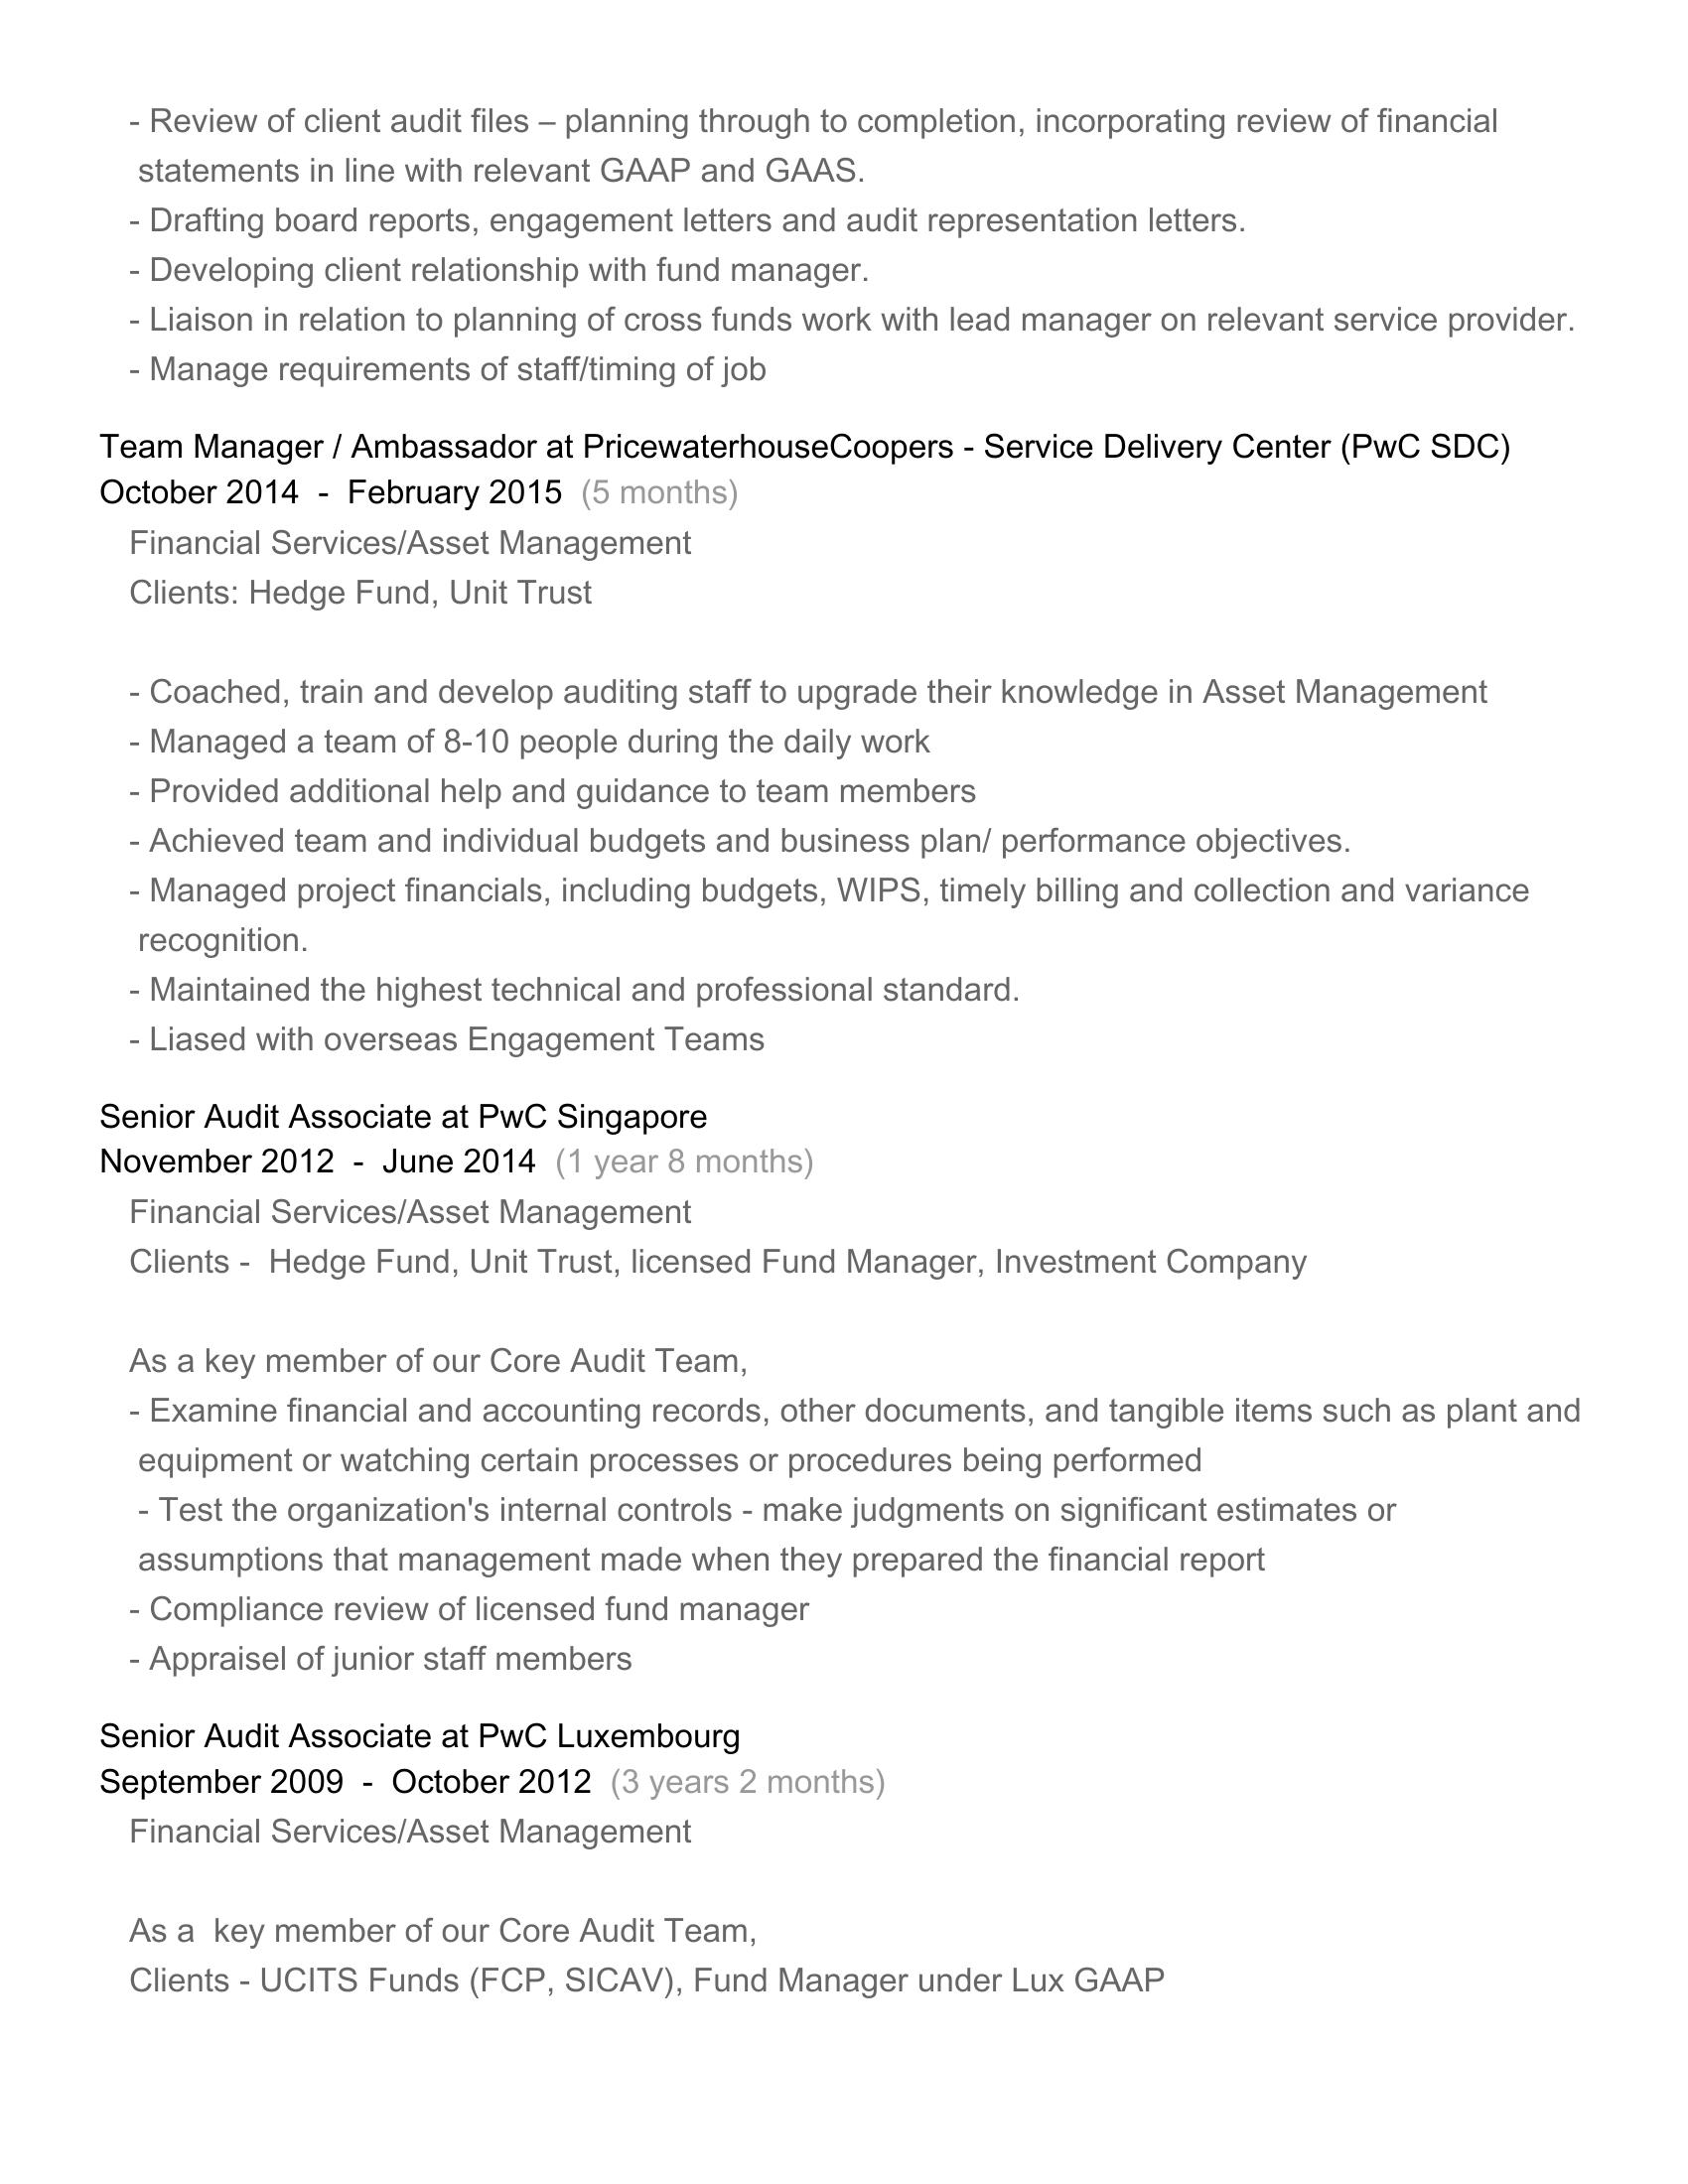 - Review of client audit files – planning through to completion, incorporating review of financial
statements in line with relevant GAAP and GAAS.
- Drafting board reports, engagement letters and audit representation letters.
- Developing client relationship with fund manager.
- Liaison in relation to planning of cross funds work with lead manager on relevant service provider.
- Manage requirements of staff/timing of job
Team Manager / Ambassador at PricewaterhouseCoopers - Service Delivery Center (PwC SDC)
October 2014 - February 2015 (5 months)
Financial Services/Asset Management
Clients: Hedge Fund, Unit Trust
- Coached, train and develop auditing staff to upgrade their knowledge in Asset Management
- Managed a team of 8-10 people during the daily work
- Provided additional help and guidance to team members
- Achieved team and individual budgets and business plan/ performance objectives.
- Managed project financials, including budgets, WIPS, timely billing and collection and variance
recognition.
- Maintained the highest technical and professional standard.
- Liased with overseas Engagement Teams
Senior Audit Associate at PwC Singapore
November 2012 - June 2014 (1 year 8 months)
Financial Services/Asset Management
Clients - Hedge Fund, Unit Trust, licensed Fund Manager, Investment Company
As a key member of our Core Audit Team,
- Examine financial and accounting records, other documents, and tangible items such as plant and
equipment or watching certain processes or procedures being performed
- Test the organization's internal controls - make judgments on significant estimates or
assumptions that management made when they prepared the financial report
- Compliance review of licensed fund manager
- Appraisel of junior staff members
Senior Audit Associate at PwC Luxembourg
September 2009 - October 2012 (3 years 2 months)
Financial Services/Asset Management
As a key member of our Core Audit Team,
Clients - UCITS Funds (FCP, SICAV), Fund Manager under Lux GAAP